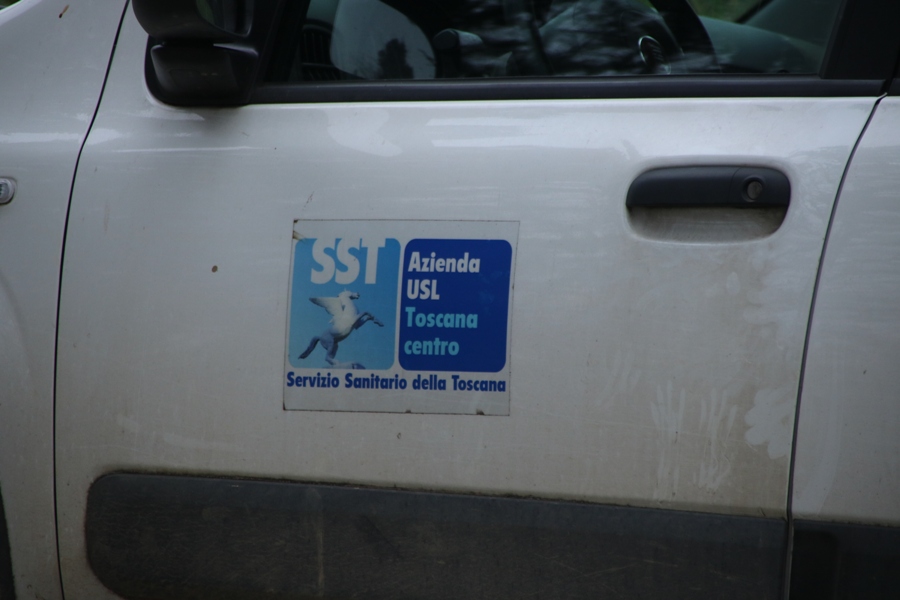 SST
Azienda
USL
Toscana
centro
Servizio Sanitario della Toscana